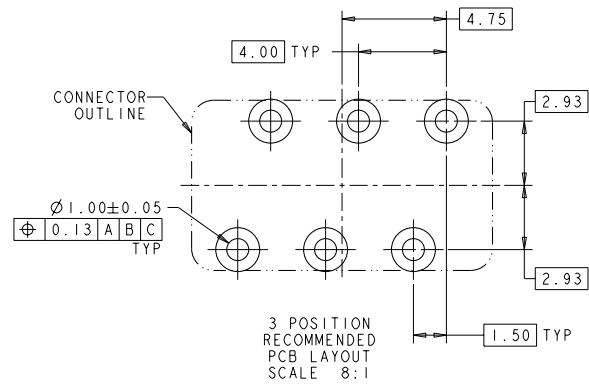 4.75
4.00 TYP
CONNECTOR
OUTLINE
2.93
Ø1.00±0.05
⌖ 0.13 A B C
TYP
2.93
3 POSITION
RECOMMENDED
PCB LAYOUT
SCALE 8:1
1.50 TYP